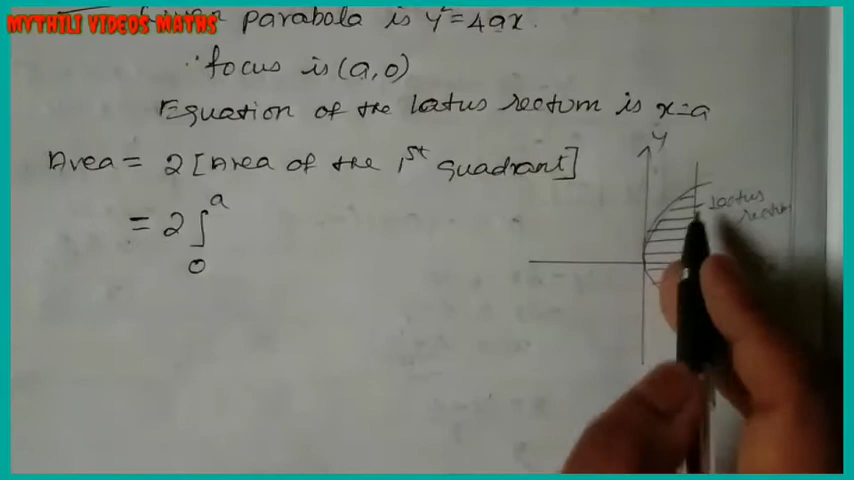 MYTHILI VIDEOS MATHS
parabola is y²=4ax.
∴ focus is (a,0)
Equation of the latus rectum is x=a
Area = 2 [Area of the 1st quadrant]
= 2 ∫₀ᵃ
Y
latus
rectum